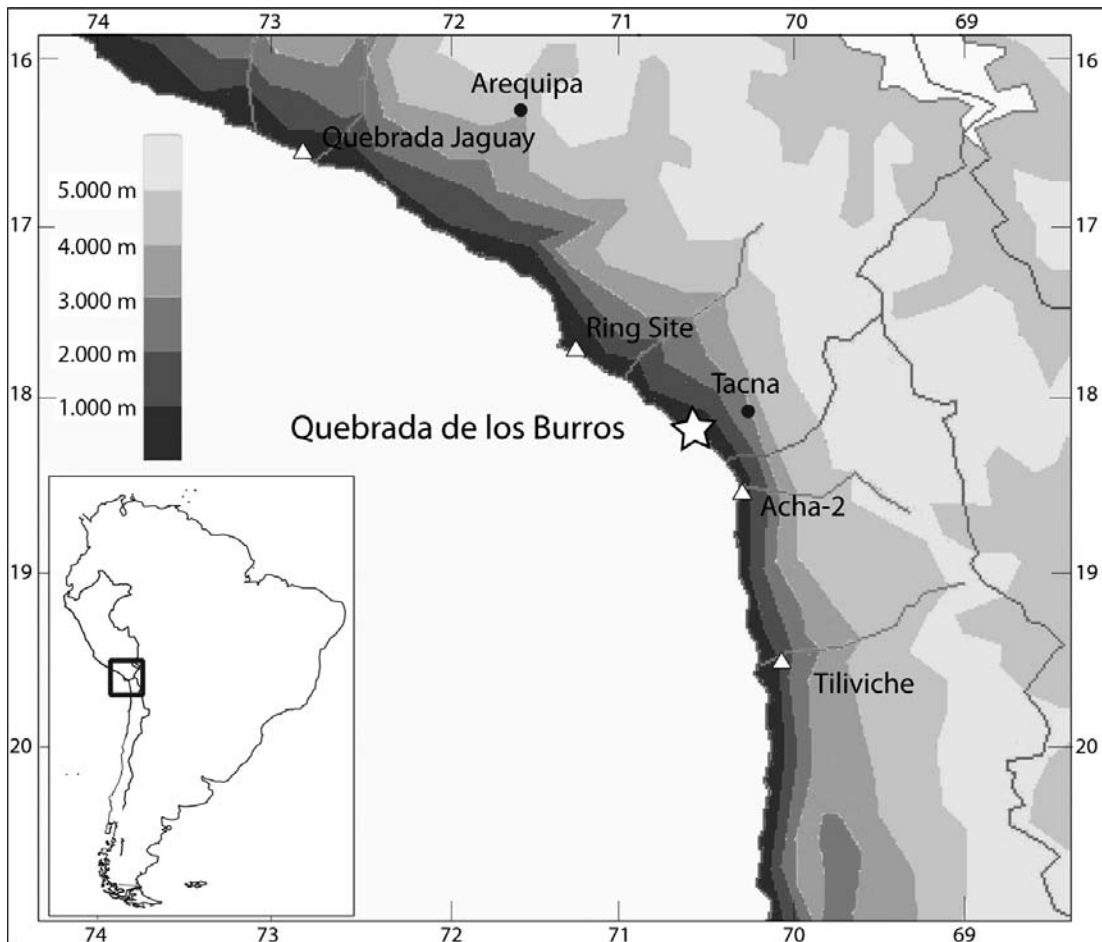 74 73 72 71 70 69
16 16
Arequipa
Quebrada Jaguay
5.000 m
17 17
4.000 m
3.000 m
Ring Site
2.000 m
Tacna
18 18
1.000 m
Quebrada de los Burros
Acha-2
19 19
Tiliviche
20 20
74 73 72 71 70 69